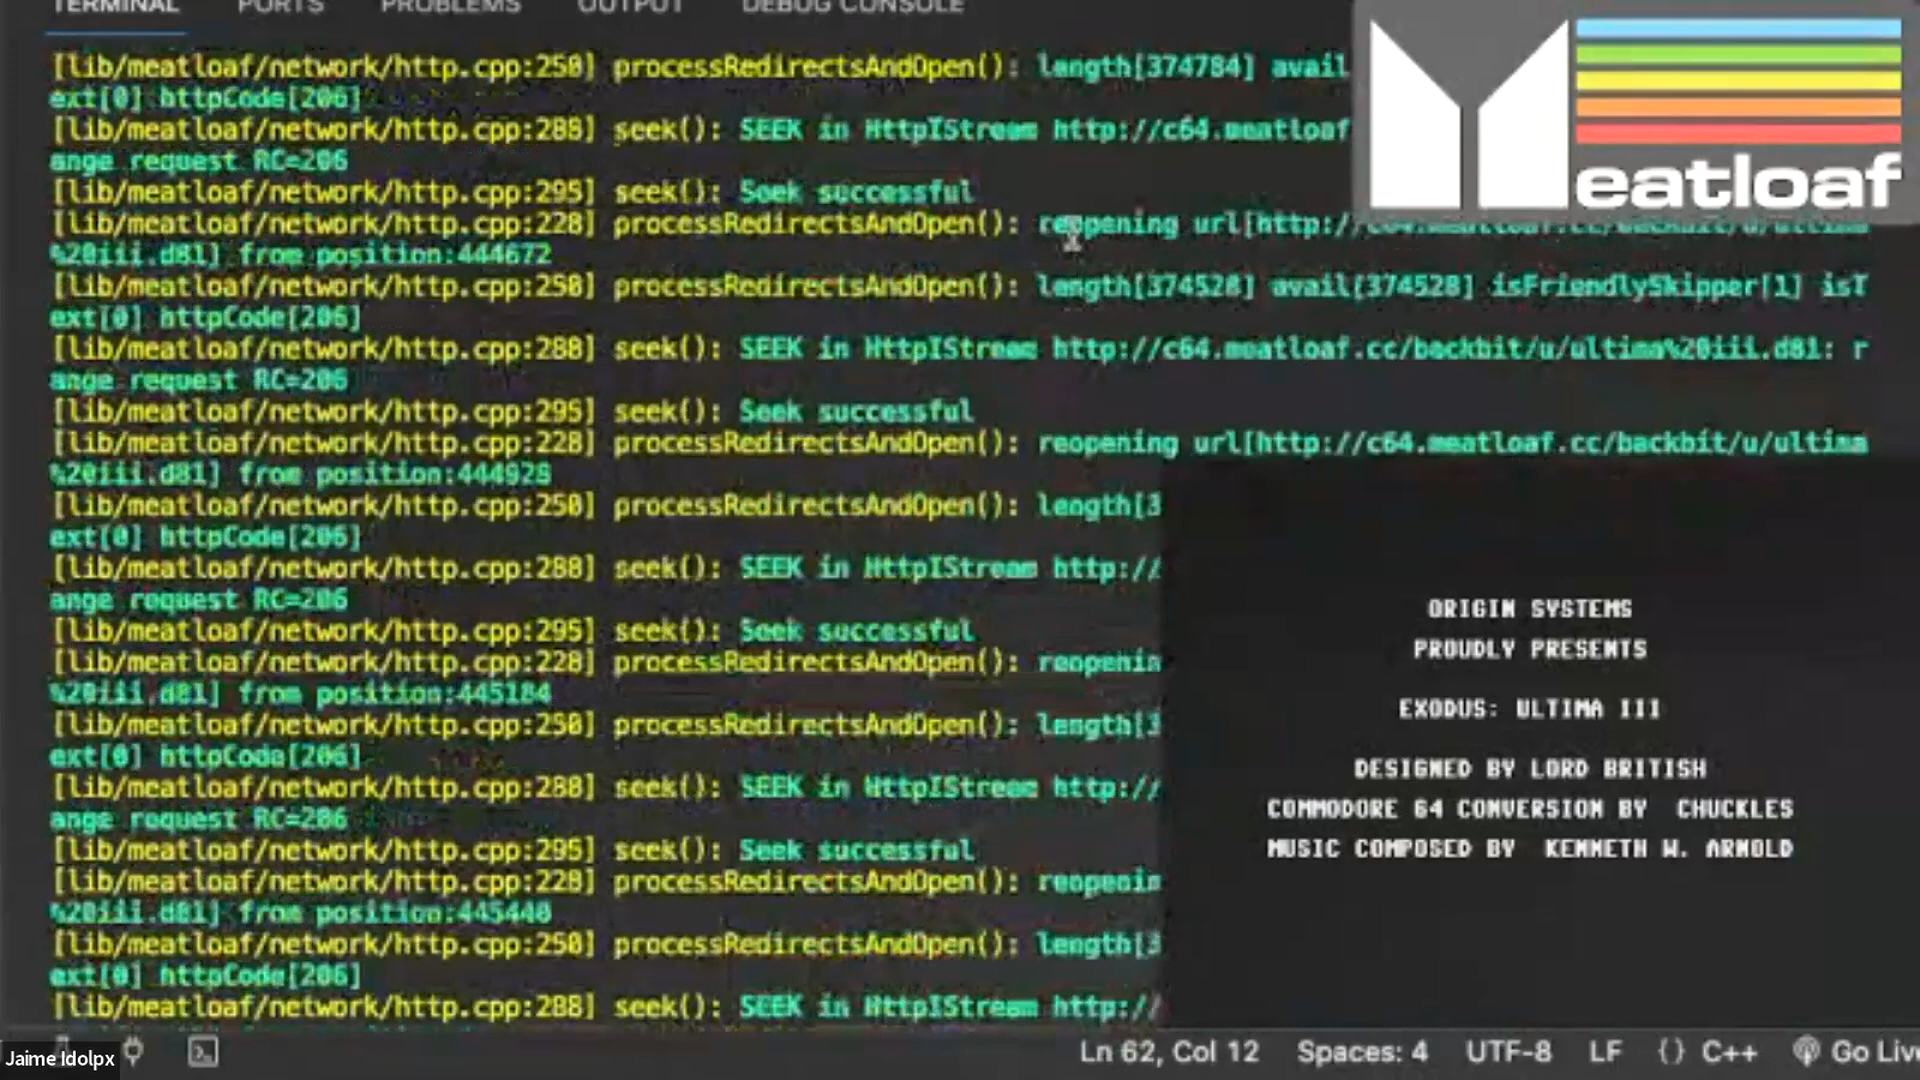 TERMINAL PORTS PROBLEMS OUTPUT DEBUG CONSOLE
[lib/meatloaf/network/http.cpp:250] processRedirectsAndOpen(): length[374784] avail
ext[0] httpCode[206]
[lib/meatloaf/network/http.cpp:288] seek(): SEEK in HttpIStream http://c64.meatloaf
ange request RC=206
[lib/meatloaf/network/http.cpp:295] seek(): Seek successful
[lib/meatloaf/network/http.cpp:228] processRedirectsAndOpen(): reopening url[http://c64.meatloaf.cc/backbit/u/ultima
%20iii.d81] from position:444672
[lib/meatloaf/network/http.cpp:250] processRedirectsAndOpen(): length[374528] avail[374528] isFriendlySkipper[1] isT
ext[0] httpCode[206]
[lib/meatloaf/network/http.cpp:288] seek(): SEEK in HttpIStream http://c64.meatloaf.cc/backbit/u/ultima%20iii.d81: r
ange request RC=206
[lib/meatloaf/network/http.cpp:295] seek(): Seek successful
[lib/meatloaf/network/http.cpp:228] processRedirectsAndOpen(): reopening url[http://c64.meatloaf.cc/backbit/u/ultima
%20iii.d81] from position:444928
[lib/meatloaf/network/http.cpp:250] processRedirectsAndOpen(): length[3
ext[0] httpCode[206]
[lib/meatloaf/network/http.cpp:288] seek(): SEEK in HttpIStream http://
ange request RC=206
[lib/meatloaf/network/http.cpp:295] seek(): Seek successful
[lib/meatloaf/network/http.cpp:228] processRedirectsAndOpen(): reopenin
%20iii.d81] from position:445184
[lib/meatloaf/network/http.cpp:250] processRedirectsAndOpen(): length[3
ext[0] httpCode[206]
[lib/meatloaf/network/http.cpp:288] seek(): SEEK in HttpIStream http://
ange request RC=206
[lib/meatloaf/network/http.cpp:295] seek(): Seek successful
[lib/meatloaf/network/http.cpp:228] processRedirectsAndOpen(): reopenin
%20iii.d81] from position:445440
[lib/meatloaf/network/http.cpp:250] processRedirectsAndOpen(): length[3
ext[0] httpCode[206]
[lib/meatloaf/network/http.cpp:288] seek(): SEEK in HttpIStream http://
Meatloaf
ORIGIN SYSTEMS
PROUDLY PRESENTS
EXODUS: ULTIMA III
DESIGNED BY LORD BRITISH
COMMODORE 64 CONVERSION BY CHUCKLES
MUSIC COMPOSED BY KENNETH W. ARNOLD
Jaime Idolpx
Ln 62, Col 12 Spaces: 4 UTF-8 LF {} C++ Go Live